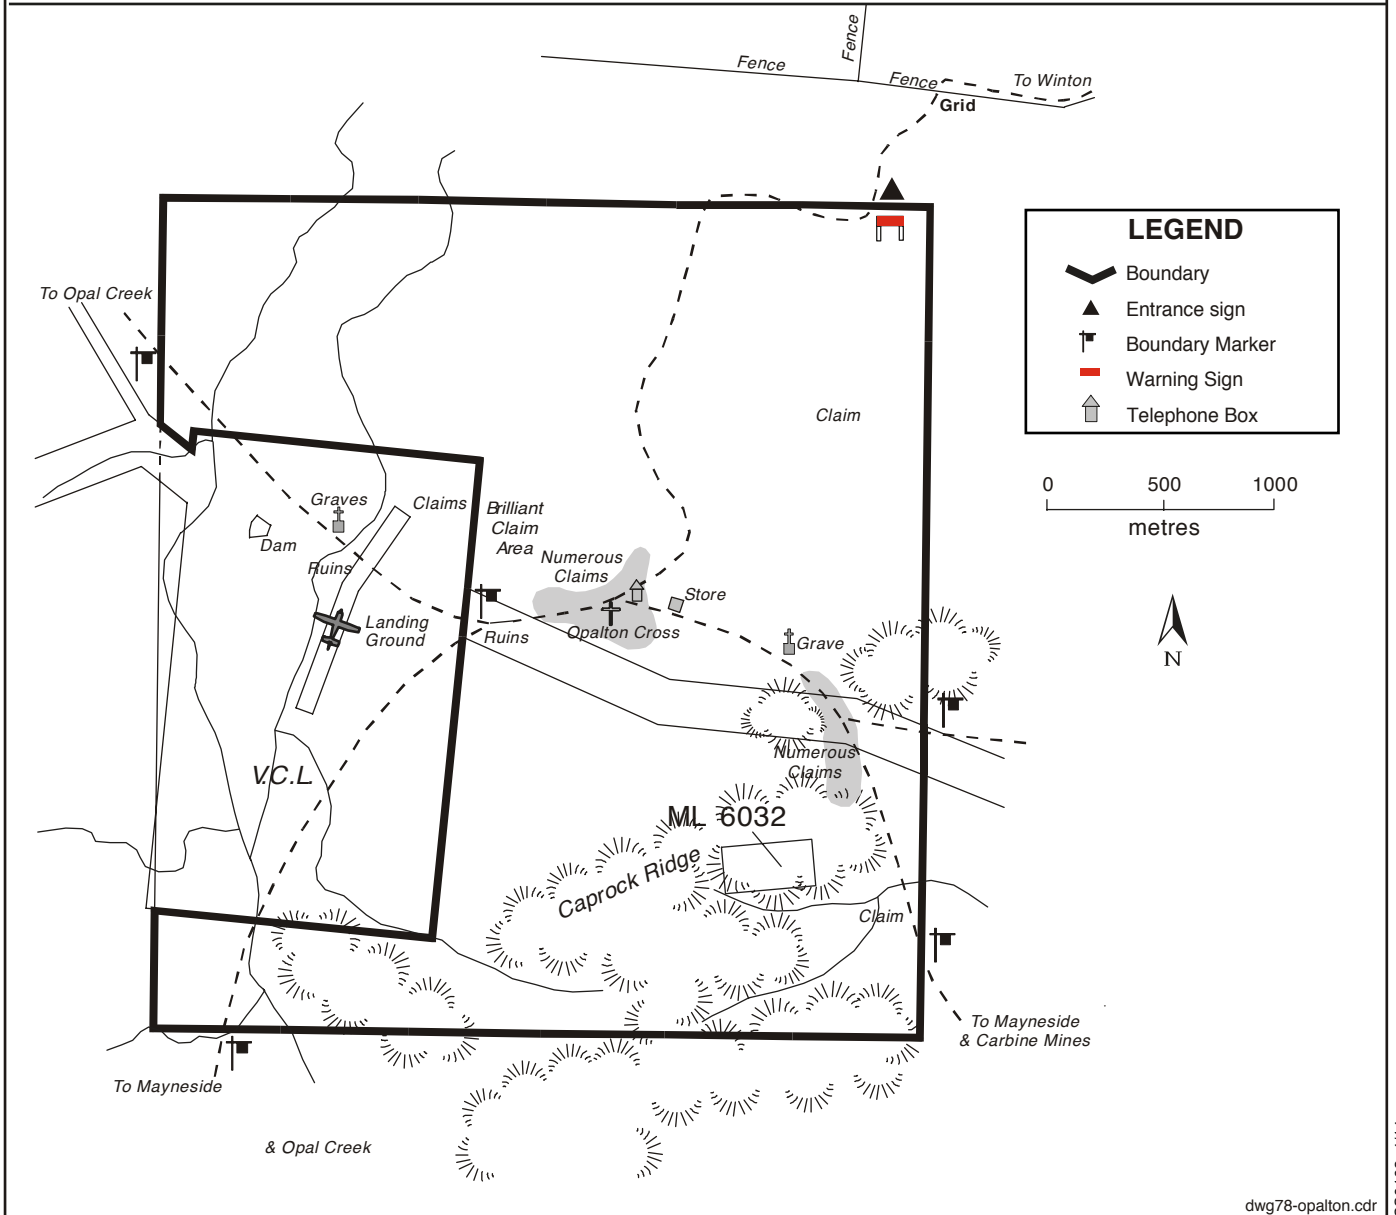 Fence
Fence
Fence
To Winton
Grid
To Opal Creek
LEGEND
Boundary
Entrance sign
Boundary Marker
Warning Sign
Telephone Box
Claim
0 500 1000
metres
N
Graves
Claims
Brilliant
Claim
Area
Dam
Ruins
Numerous
Claims
Store
Landing
Ground
Ruins
Opalton Cross
Grave
V.C.L.
Numerous
Claims
ML 6032
Caprock Ridge
Claim
To Mayneside
& Carbine Mines
To Mayneside
& Opal Creek
dwg78-opalton.cdr